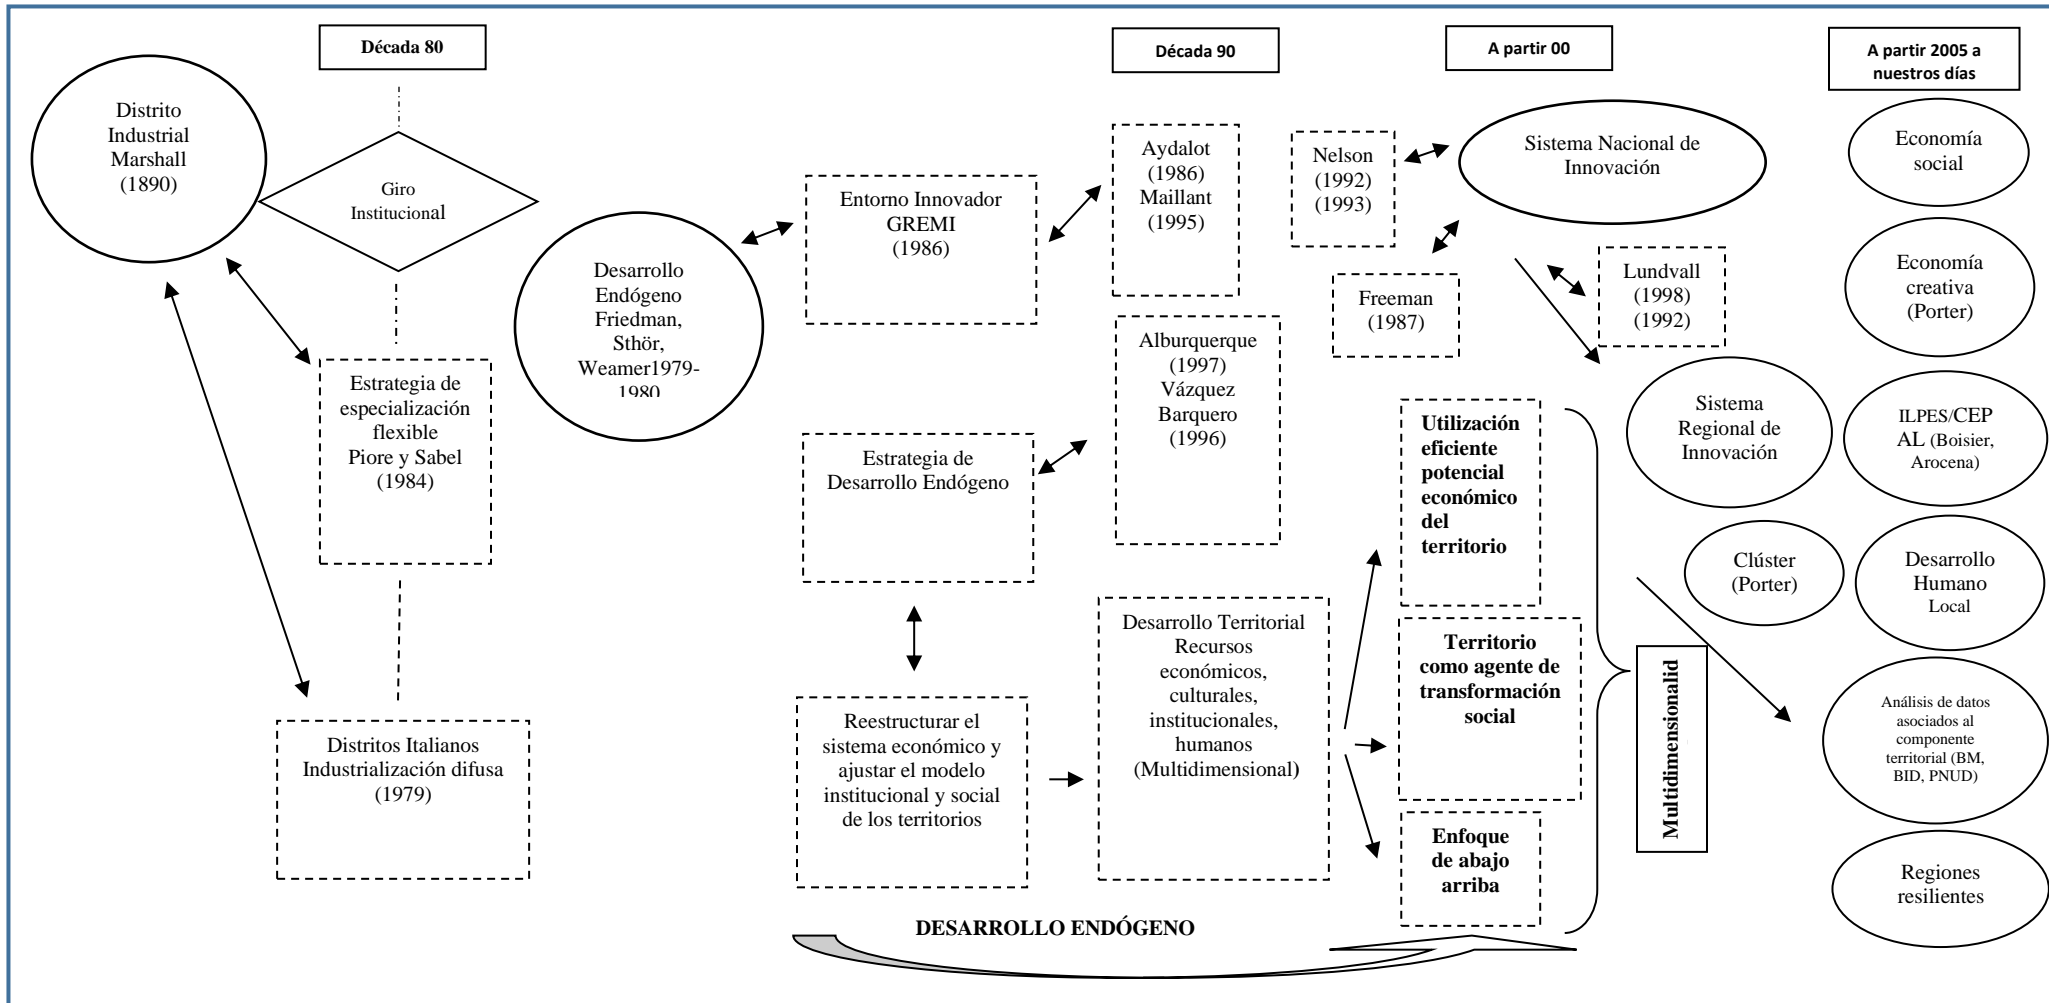 Década 80
Década 90
A partir 00
A partir 2005 a
nuestros días
Distrito
Industrial
Marshall
(1890)
Giro
Institucional
Estrategia de
especialización
flexible
Piore y Sabel
(1984)
Distritos Italianos
Industrialización difusa
(1979)
Desarrollo
Endógeno
Friedman,
Sthör,
Weamer1979-
1980
Entorno Innovador
GREMI
(1986)
Estrategia de
Desarrollo Endógeno
Reestructurar el
sistema económico y
ajustar el modelo
institucional y social
de los territorios
Aydalot
(1986)
Maillant
(1995)
Alburquerque
(1997)
Vázquez
Barquero
(1996)
Desarrollo Territorial
Recursos
económicos,
culturales,
institucionales,
humanos
(Multidimensional)
Nelson
(1992)
(1993)
Freeman
(1987)
Sistema Nacional de
Innovación
Lundvall
(1998)
(1992)
Utilización
eficiente
potencial
económico
del
territorio
Territorio
como agente de
transformación
social
Enfoque
de abajo
arriba
Multidimensionalid
Sistema
Regional de
Innovación
Clúster
(Porter)
Economía
social
Economía
creativa
(Porter)
ILPES/CEP
AL (Boisier,
Arocena)
Desarrollo
Humano
Local
Análisis de datos
asociados al
componente
territorial (BM,
BID, PNUD)
Regiones
resilientes
DESARROLLO ENDÓGENO